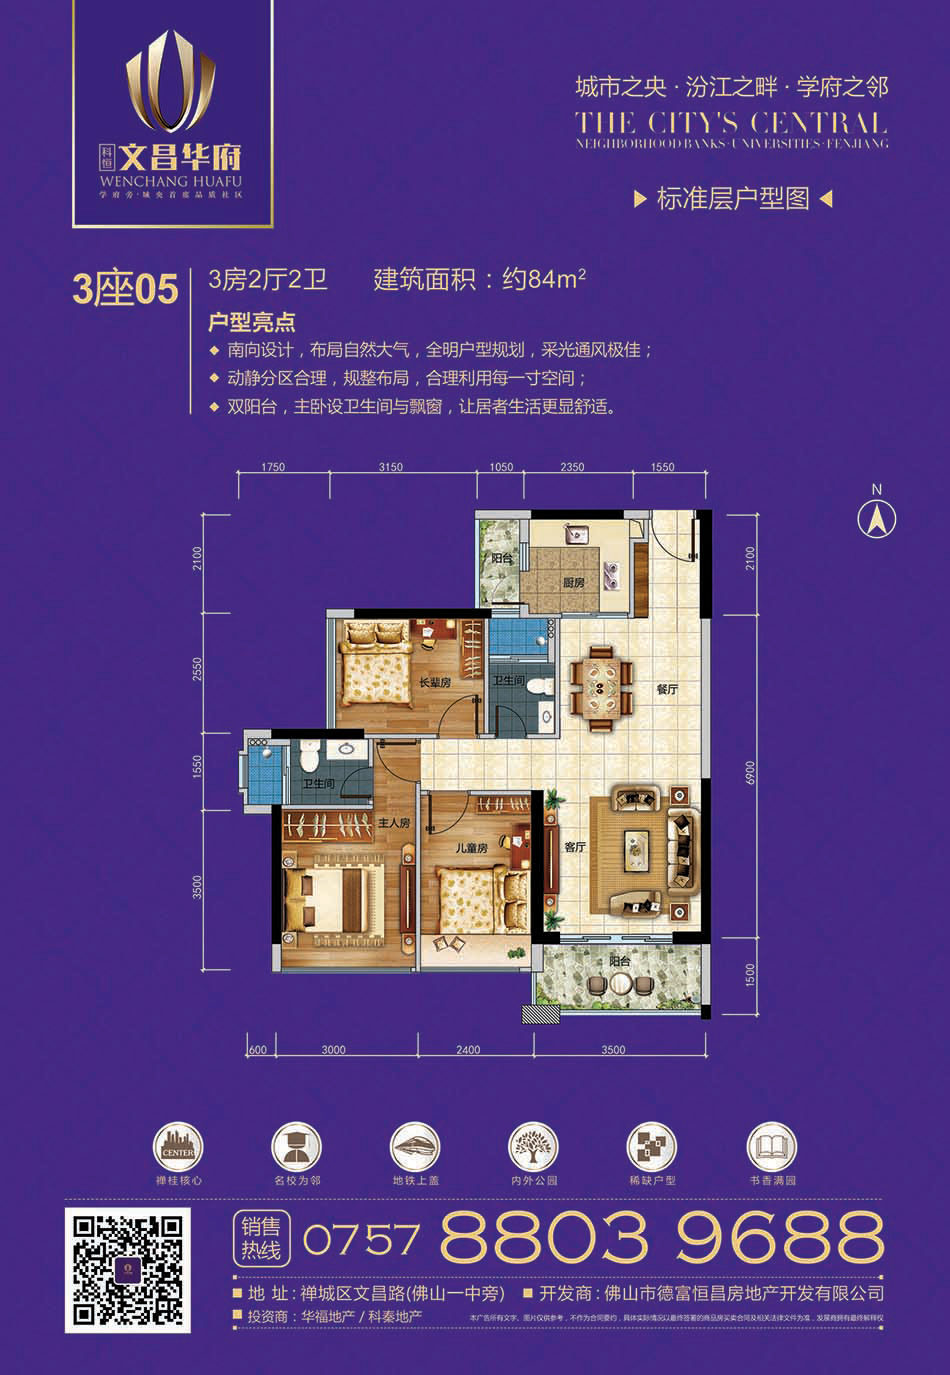 科恒
文昌华府
WENCHANG HUAFU
学府旁·城央首席品质社区
城市之央·汾江之畔·学府之邻
THE CITY'S CENTRAL
NEIGHBORHOOD BANKS·UNIVERSITIES·FENJIANG
标准层户型图
3座05
3房2厅2卫 建筑面积：约84m²
户型亮点
南向设计，布局自然大气，全明户型规划，采光通风极佳；
动静分区合理，规整布局，合理利用每一寸空间；
双阳台，主卧设卫生间与飘窗，让居者生活更显舒适。
1750 3150 1050 2350 1550
N
2100
2550
1550
3500
2100
6900
1500
阳台
厨房
长辈房
卫生间
餐厅
卫生间
主人房
儿童房
客厅
阳台
600 3000 2400 3500
CENTER
禅桂核心 名校为邻 地铁上盖 内外公园 稀缺户型 书香满园
销售热线 0757 8803 9688
地 址：禅城区文昌路(佛山一中旁) 开发商：佛山市德富恒昌房地产开发有限公司
投资商：华福地产 / 科秦地产
本广告所有文字、图片仅供参考，不作为合同要约，具体实际情况以最终签署的商品房买卖合同及相关法律文件为准，发展商拥有最终解释权